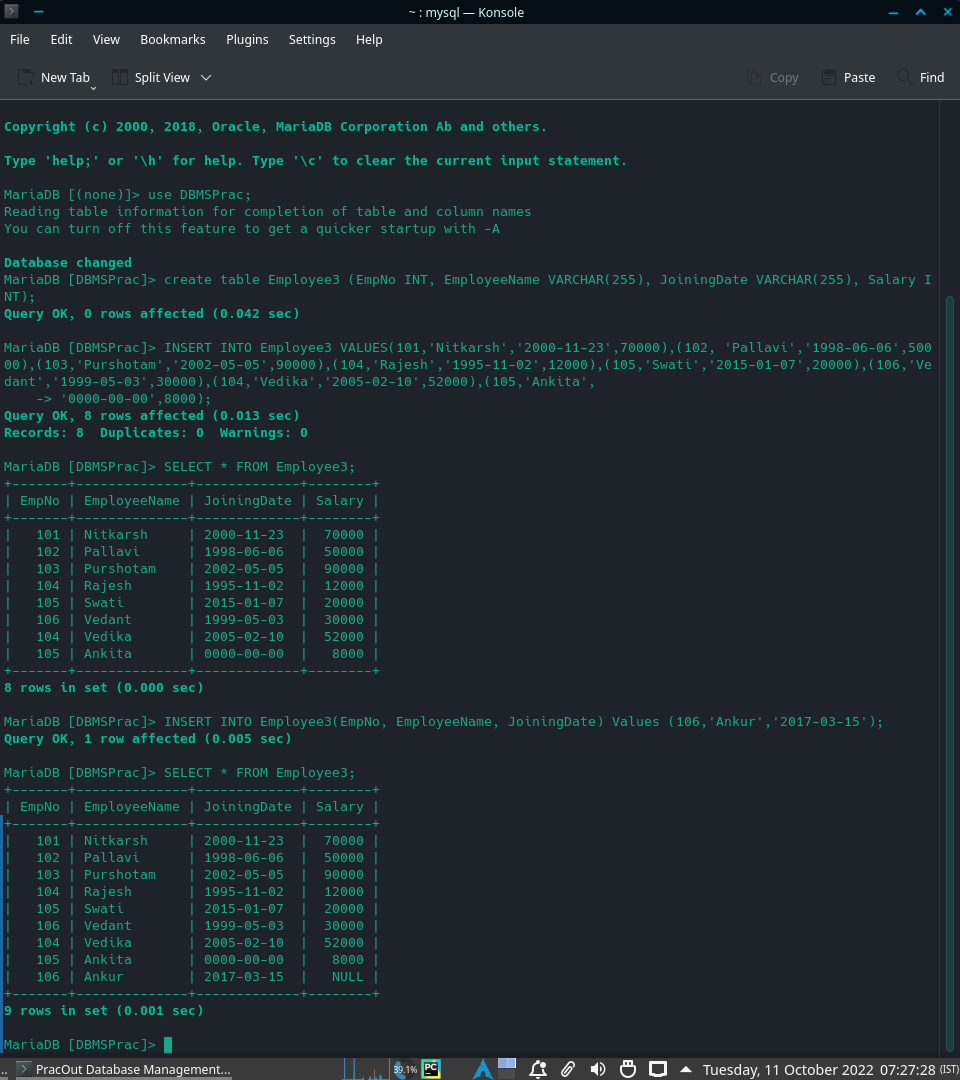 ~ : mysql — Konsole
File Edit View Bookmarks Plugins Settings Help
New Tab Split View Copy Paste Find
Copyright (c) 2000, 2018, Oracle, MariaDB Corporation Ab and others.
Type 'help;' or '\h' for help. Type '\c' to clear the current input statement.
MariaDB [(none)]> use DBMSPrac;
Reading table information for completion of table and column names
You can turn off this feature to get a quicker startup with -A
Database changed
MariaDB [DBMSPrac]> create table Employee3 (EmpNo INT, EmployeeName VARCHAR(255), JoiningDate VARCHAR(255), Salary I
NT);
Query OK, 0 rows affected (0.042 sec)
MariaDB [DBMSPrac]> INSERT INTO Employee3 VALUES(101,'Nitkarsh','2000-11-23',70000),(102, 'Pallavi','1998-06-06',500
00),(103,'Purshotam','2002-05-05',90000),(104,'Rajesh','1995-11-02',12000),(105,'Swati','2015-01-07',20000),(106,'Ve
dant','1999-05-03',30000),(104,'Vedika','2005-02-10',52000),(105,'Ankita',
    -> '0000-00-00',8000);
Query OK, 8 rows affected (0.013 sec)
Records: 8  Duplicates: 0  Warnings: 0
MariaDB [DBMSPrac]> SELECT * FROM Employee3;
+-------+--------------+-------------+--------+
| EmpNo | EmployeeName | JoiningDate | Salary |
+-------+--------------+-------------+--------+
|   101 | Nitkarsh     | 2000-11-23  |  70000 |
|   102 | Pallavi      | 1998-06-06  |  50000 |
|   103 | Purshotam    | 2002-05-05  |  90000 |
|   104 | Rajesh       | 1995-11-02  |  12000 |
|   105 | Swati        | 2015-01-07  |  20000 |
|   106 | Vedant       | 1999-05-03  |  30000 |
|   104 | Vedika       | 2005-02-10  |  52000 |
|   105 | Ankita       | 0000-00-00  |   8000 |
+-------+--------------+-------------+--------+
8 rows in set (0.000 sec)
MariaDB [DBMSPrac]> INSERT INTO Employee3(EmpNo, EmployeeName, JoiningDate) Values (106,'Ankur','2017-03-15');
Query OK, 1 row affected (0.005 sec)
MariaDB [DBMSPrac]> SELECT * FROM Employee3;
+-------+--------------+-------------+--------+
| EmpNo | EmployeeName | JoiningDate | Salary |
+-------+--------------+-------------+--------+
|   101 | Nitkarsh     | 2000-11-23  |  70000 |
|   102 | Pallavi      | 1998-06-06  |  50000 |
|   103 | Purshotam    | 2002-05-05  |  90000 |
|   104 | Rajesh       | 1995-11-02  |  12000 |
|   105 | Swati        | 2015-01-07  |  20000 |
|   106 | Vedant       | 1999-05-03  |  30000 |
|   104 | Vedika       | 2005-02-10  |  52000 |
|   105 | Ankita       | 0000-00-00  |   8000 |
|   106 | Ankur        | 2017-03-15  |   NULL |
+-------+--------------+-------------+--------+
9 rows in set (0.001 sec)
MariaDB [DBMSPrac]>
... PracOut Database Management... 39.1% PC Tuesday, 11 October 2022 07:27:28 (IST)